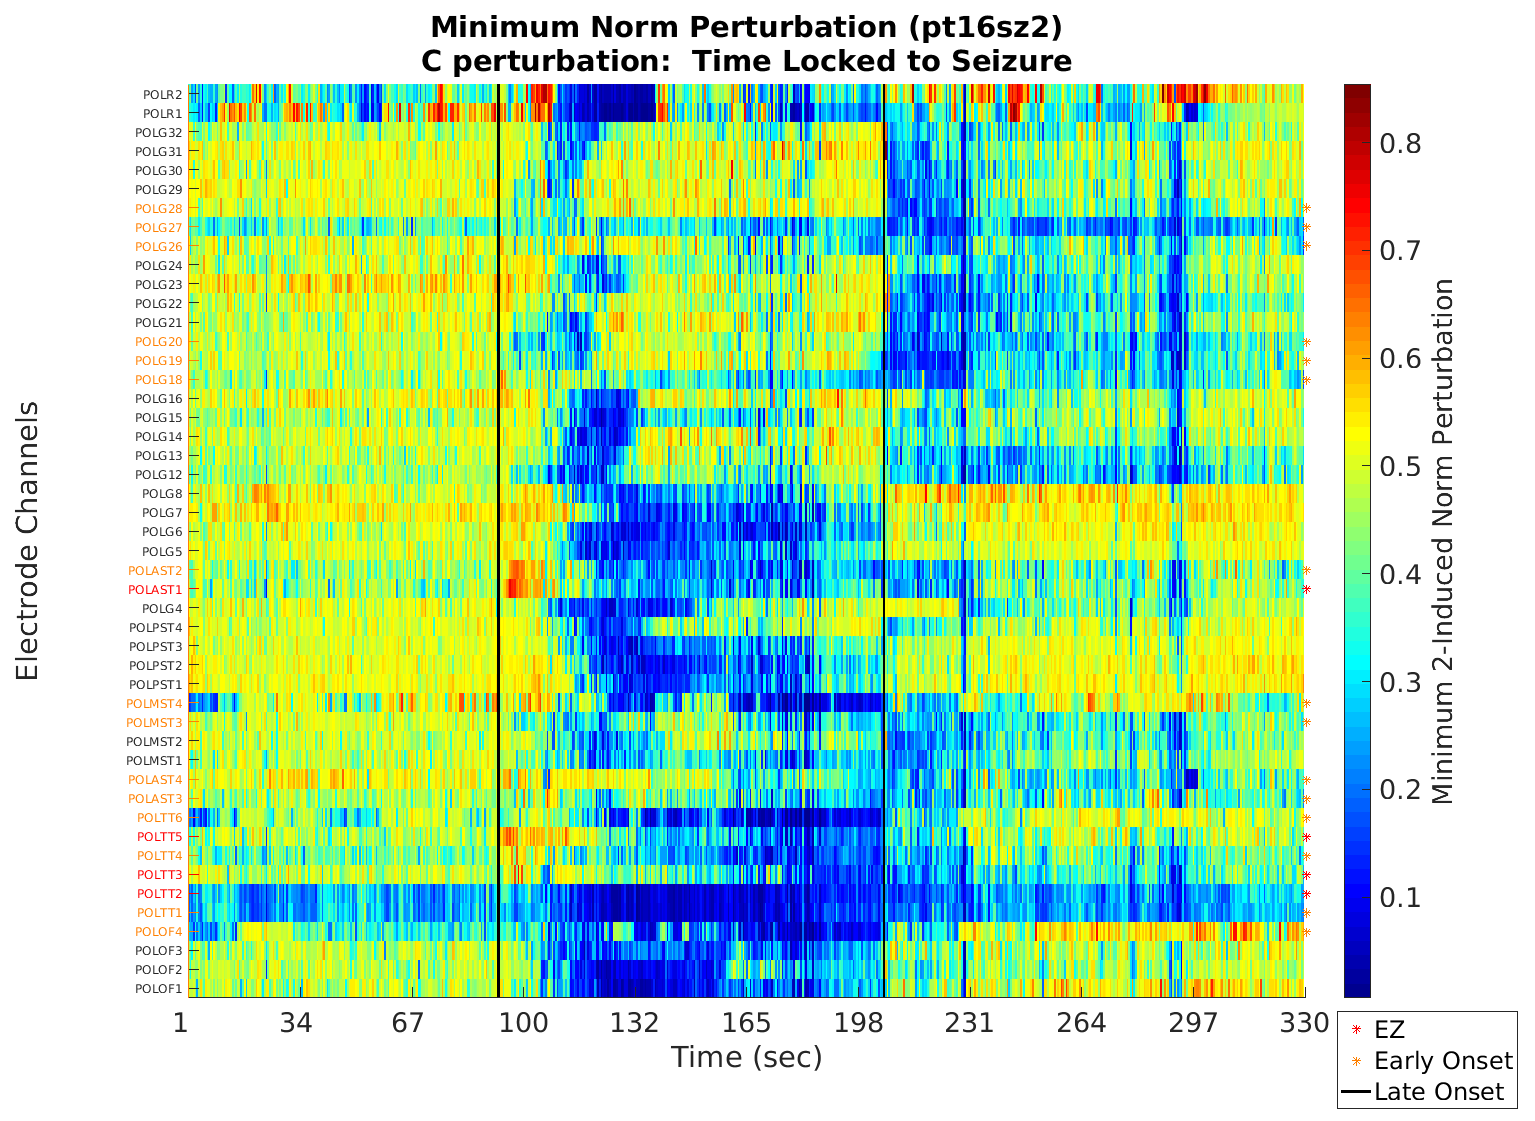 Minimum Norm Perturbation (pt16sz2)
C perturbation:  Time Locked to Seizure
Electrode Channels
POLR2
POLR1
POLG32
POLG31
POLG30
POLG29
POLG28
POLG27
POLG26
POLG24
POLG23
POLG22
POLG21
POLG20
POLG19
POLG18
POLG16
POLG15
POLG14
POLG13
POLG12
POLG8
POLG7
POLG6
POLG5
POLAST2
POLAST1
POLG4
POLPST4
POLPST3
POLPST2
POLPST1
POLMST4
POLMST3
POLMST2
POLMST1
POLAST4
POLAST3
POLTT6
POLTT5
POLTT4
POLTT3
POLTT2
POLTT1
POLOF4
POLOF3
POLOF2
POLOF1
1 34 67 100 132 165 198 231 264 297 330
Time (sec)
0.8
0.7
0.6
0.5
0.4
0.3
0.2
0.1
Minimum 2-Induced Norm Perturbation
EZ
Early Onset
Late Onset